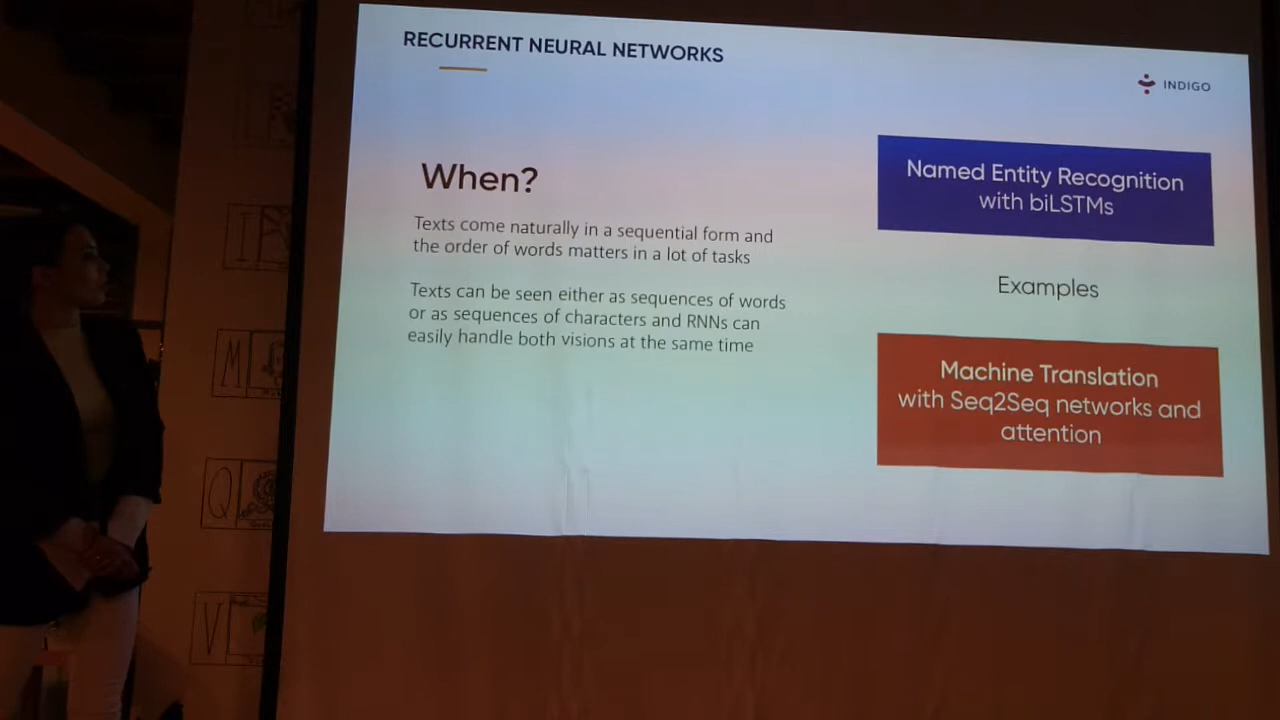 RECURRENT NEURAL NETWORKS
INDIGO
When?
Texts come naturally in a sequential form and
the order of words matters in a lot of tasks
Texts can be seen either as sequences of words
or as sequences of characters and RNNs can
easily handle both visions at the same time
Named Entity Recognition
with biLSTMs
Examples
Machine Translation
with Seq2Seq networks and
attention
I
M
Q
V